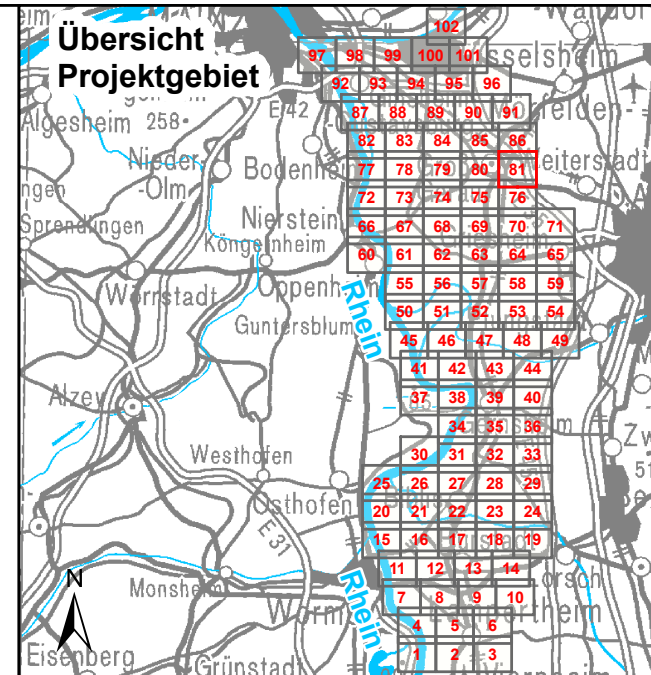 Übersicht
Projektgebiet
102
97 98 99 100 101
sselsheim
92 93 94 95 96
E 42
87 88 89 90 91
Algesheim 258
82 83 84 85 86
Nieder-
-Olm
Bodenheim
77 78 79 80 81
eiterstadt
72 73 74 75 76
Sprendlingen
Nierstein
66 67 68 69 70 71
Köngernheim
60 61 62 63 64 65
Wörrstadt
Oppenheim
55 56 57 58 59
Rhein
50 51 52 53 54
Guntersblum
45 46 47 48 49
41 42 43 44
Alzey
37 38 39 40
34 35 36
Westhofen
30 31 32 33
25 26 27 28 29
Osthofen
20 21 22 23 24
E 31
15 16 17 18 19
11 12 13 14
orsch
N
Monsheim
Rhein
7 8 9 10
Worms
4 5 6
Eisenberg
Grünstadt
1 2 3